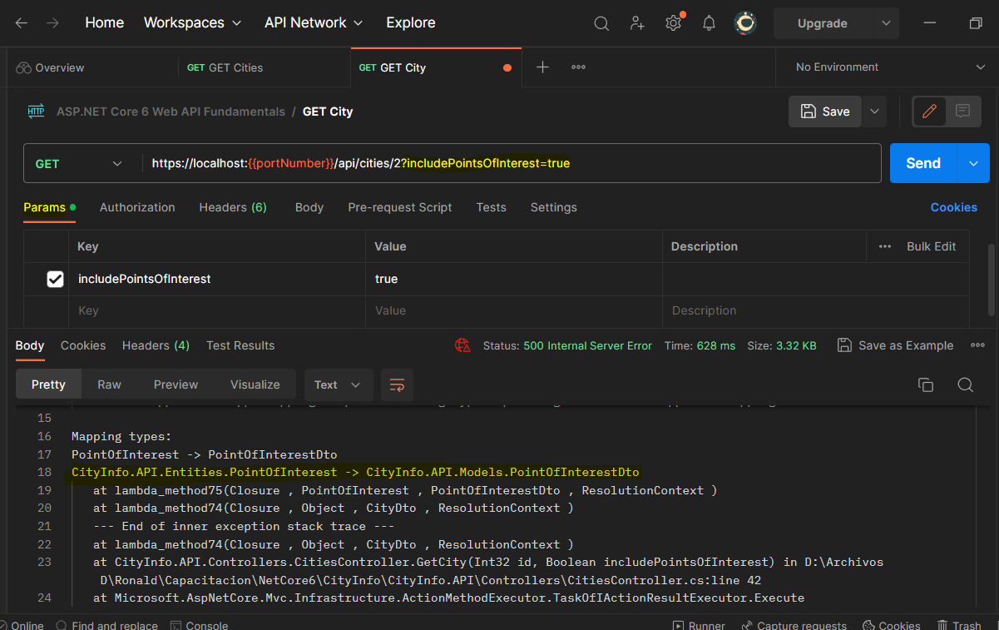 Home Workspaces API Network Explore Upgrade
Overview GET GET Cities GET GET City No Environment
HTTP ASP.NET Core 6 Web API Fundamentals / GET City Save
GET https://localhost:{{portNumber}}/api/cities/2?includePointsOfInterest=true Send
Params Authorization Headers (6) Body Pre-request Script Tests Settings Cookies
Key Value Description Bulk Edit
includePointsOfInterest true
Key Value Description
Body Cookies Headers (4) Test Results Status: 500 Internal Server Error Time: 628 ms Size: 3.32 KB Save as Example
Pretty Raw Preview Visualize Text
15
16 Mapping types:
17 PointOfInterest -> PointOfInterestDto
18 CityInfo.API.Entities.PointOfInterest -> CityInfo.API.Models.PointOfInterestDto
19 at lambda_method75(Closure , PointOfInterest , PointOfInterestDto , ResolutionContext )
20 at lambda_method74(Closure , Object , CityDto , ResolutionContext )
21 --- End of inner exception stack trace ---
22 at lambda_method74(Closure , Object , CityDto , ResolutionContext )
23 at CityInfo.API.Controllers.CitiesController.GetCity(Int32 id, Boolean includePointsOfInterest) in D:\Archivos
D\Ronald\Capacitacion\NetCore6\CityInfo\CityInfo.API\Controllers\CitiesController.cs:line 42
24 at Microsoft.AspNetCore.Mvc.Infrastructure.ActionMethodExecutor.TaskOfIActionResultExecutor.Execute
Online Find and replace Console Runner Capture requests Cookies Trash